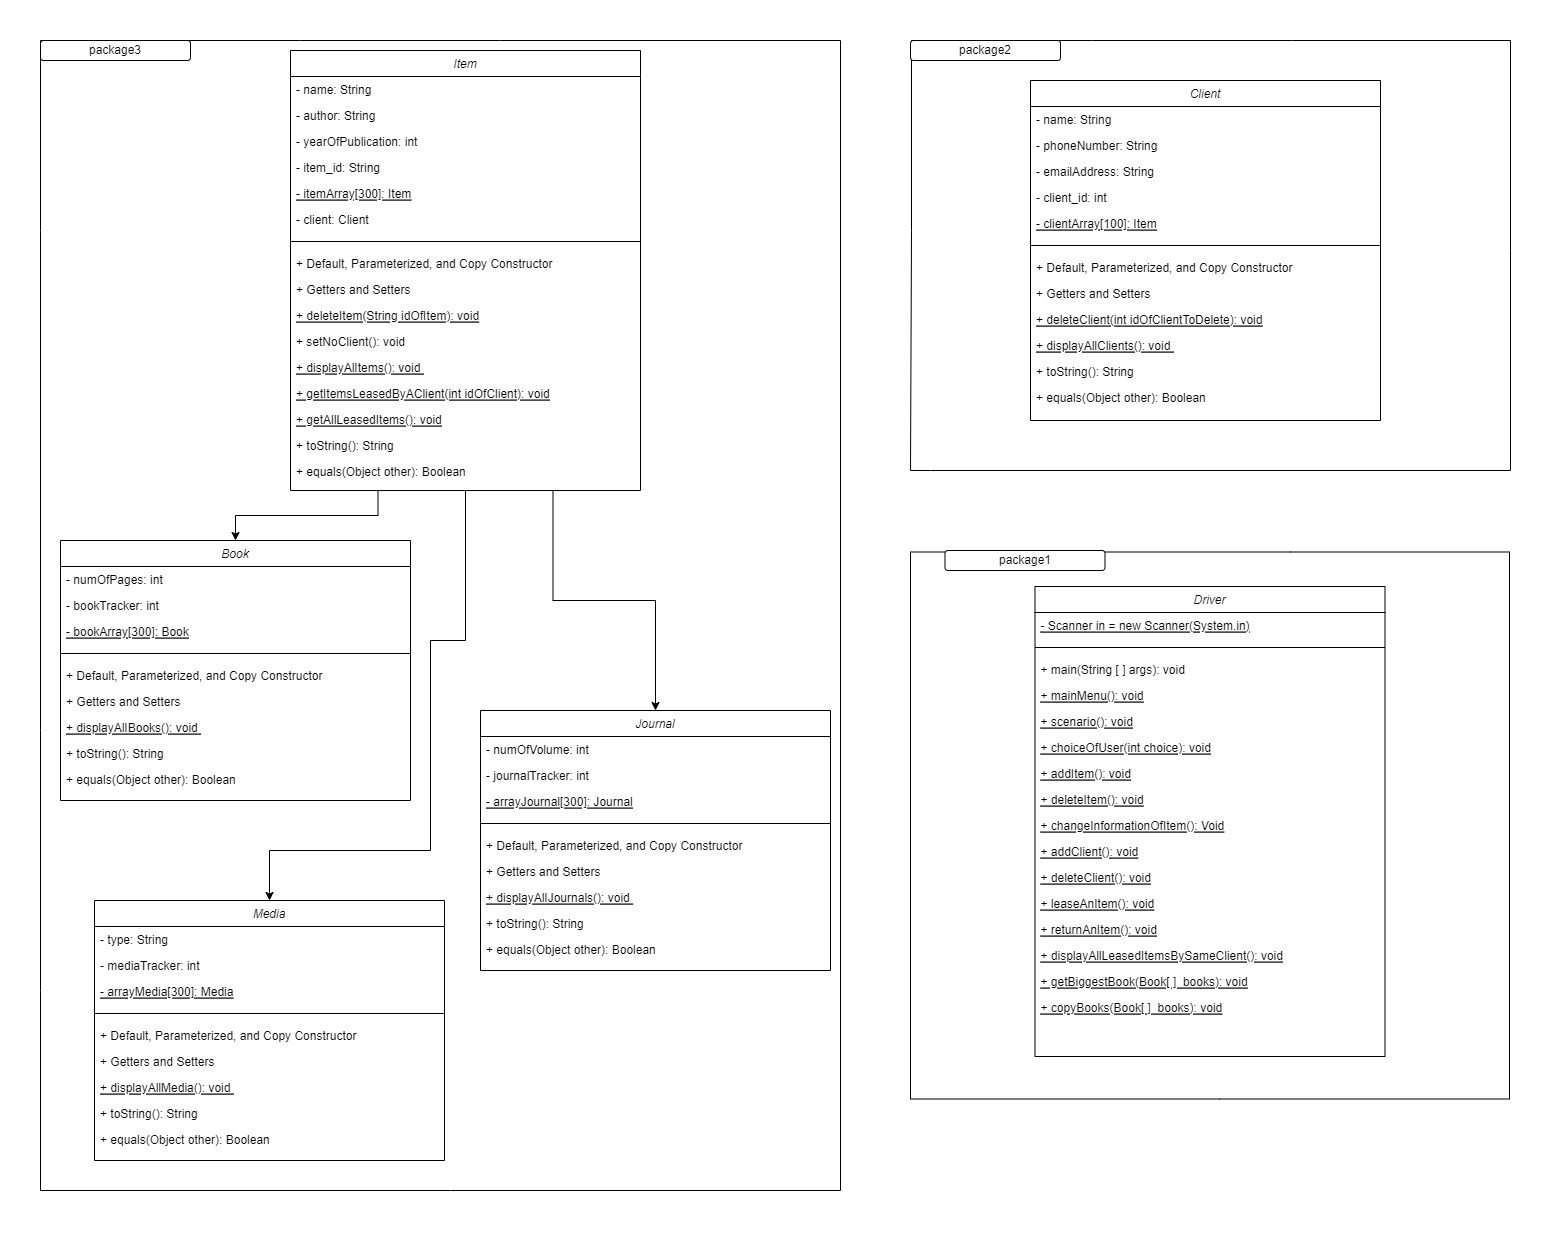 package3
Item
- name: String
- author: String
- yearOfPublication: int
- item_id: String
- itemArray[300]: Item
- client: Client
+ Default, Parameterized, and Copy Constructor
+ Getters and Setters
+ deleteItem(String idOfItem): void
+ setNoClient(): void
+ displayAllItems(): void
+ getItemsLeasedByAClient(int idOfClient): void
+ getAllLeasedItems(): void
+ toString(): String
+ equals(Object other): Boolean
Book
- numOfPages: int
- bookTracker: int
- bookArray[300]: Book
+ Default, Parameterized, and Copy Constructor
+ Getters and Setters
+ displayAllBooks(): void
+ toString(): String
+ equals(Object other): Boolean
Journal
- numOfVolume: int
- journalTracker: int
- arrayJournal[300]: Journal
+ Default, Parameterized, and Copy Constructor
+ Getters and Setters
+ displayAllJournals(): void
+ toString(): String
+ equals(Object other): Boolean
Media
- type: String
- mediaTracker: int
- arrayMedia[300]: Media
+ Default, Parameterized, and Copy Constructor
+ Getters and Setters
+ displayAllMedia(): void
+ toString(): String
+ equals(Object other): Boolean
package2
Client
- name: String
- phoneNumber: String
- emailAddress: String
- client_id: int
- clientArray[100]: Item
+ Default, Parameterized, and Copy Constructor
+ Getters and Setters
+ deleteClient(int idOfClientToDelete): void
+ displayAllClients(): void
+ toString(): String
+ equals(Object other): Boolean
package1
Driver
- Scanner in = new Scanner(System.in)
+ main(String [ ] args): void
+ mainMenu(): void
+ scenario(): void
+ choiceOfUser(int choice): void
+ addItem(): void
+ deleteItem(): void
+ changeInformationOfItem(): Void
+ addClient(): void
+ deleteClient(): void
+ leaseAnItem(): void
+ returnAnItem(): void
+ displayAllLeasedItemsBySameClient(): void
+ getBiggestBook(Book[ ]  books): void
+ copyBooks(Book[ ]  books): void